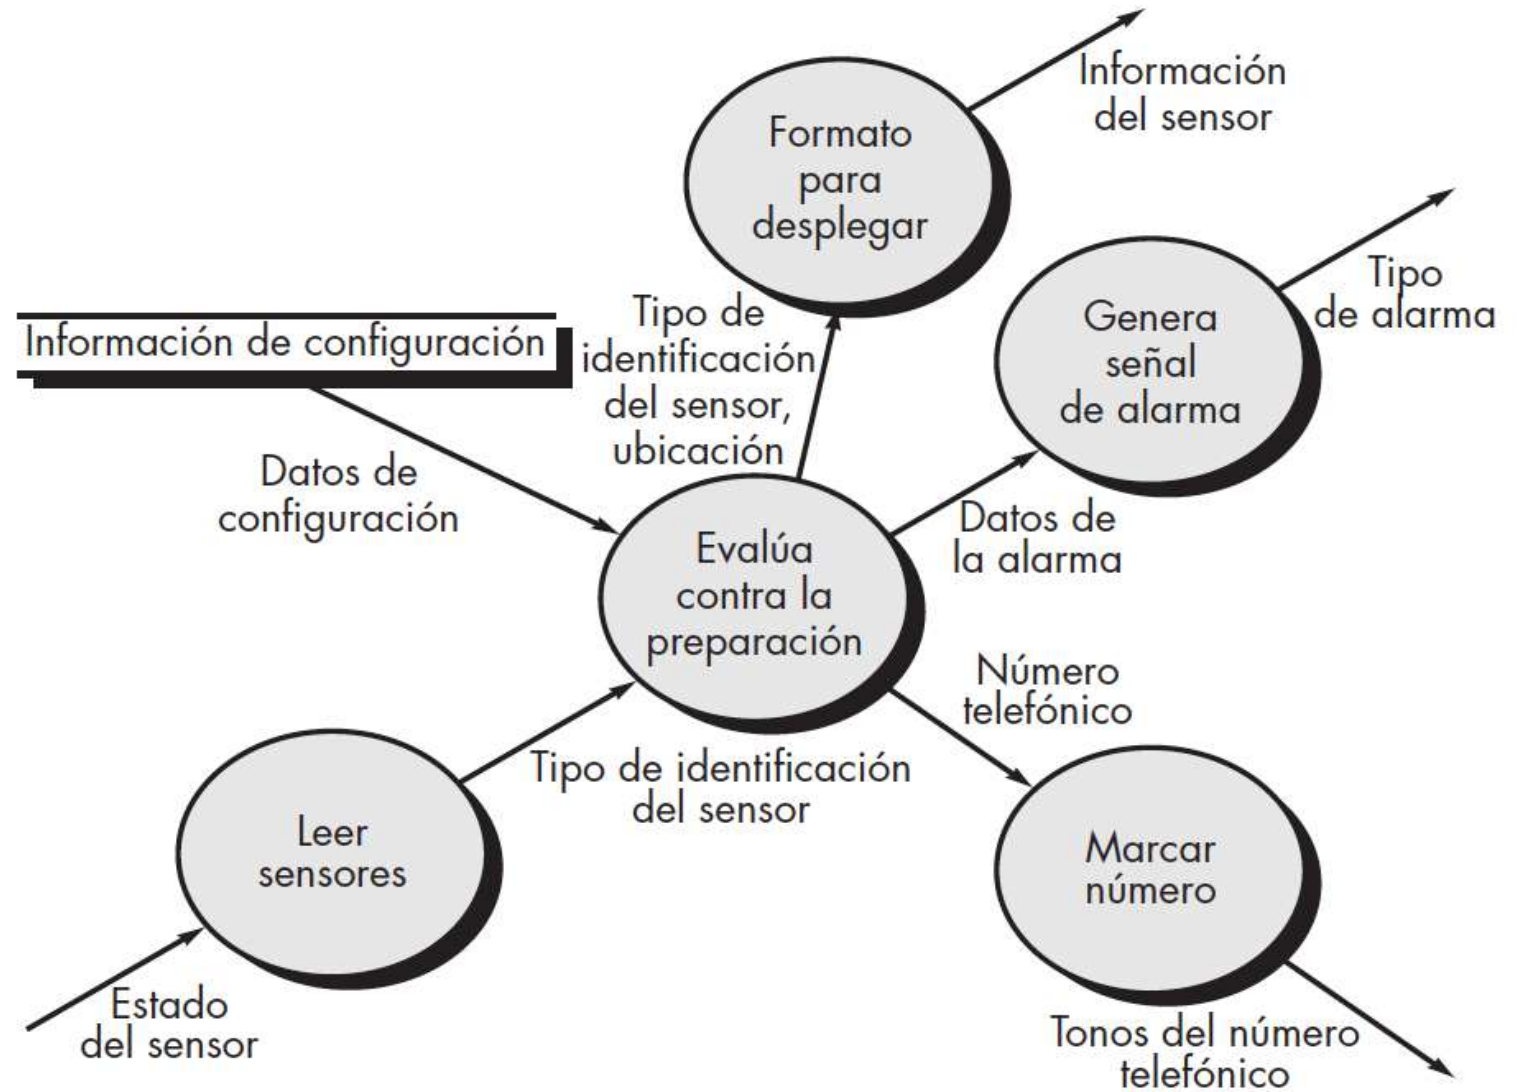 Información
del sensor
Formato
para
desplegar
Tipo
de alarma
Genera
señal
de alarma
Tipo de
identificación
del sensor,
ubicación
Información de configuración
Datos de
configuración
Datos de
la alarma
Evalúa
contra la
preparación
Número
telefónico
Tipo de identificación
del sensor
Leer
sensores
Marcar
número
Estado
del sensor
Tonos del número
telefónico